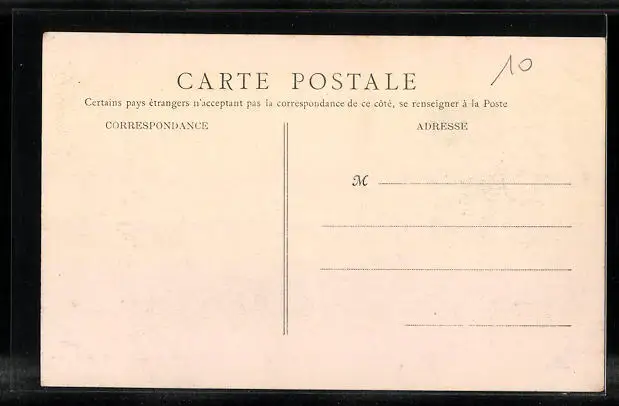 10
CARTE POSTALE
Certains pays étrangers n'acceptant pas la correspondance de ce côté, se renseigner à la Poste
CORRESPONDANCE
ADRESSE
M